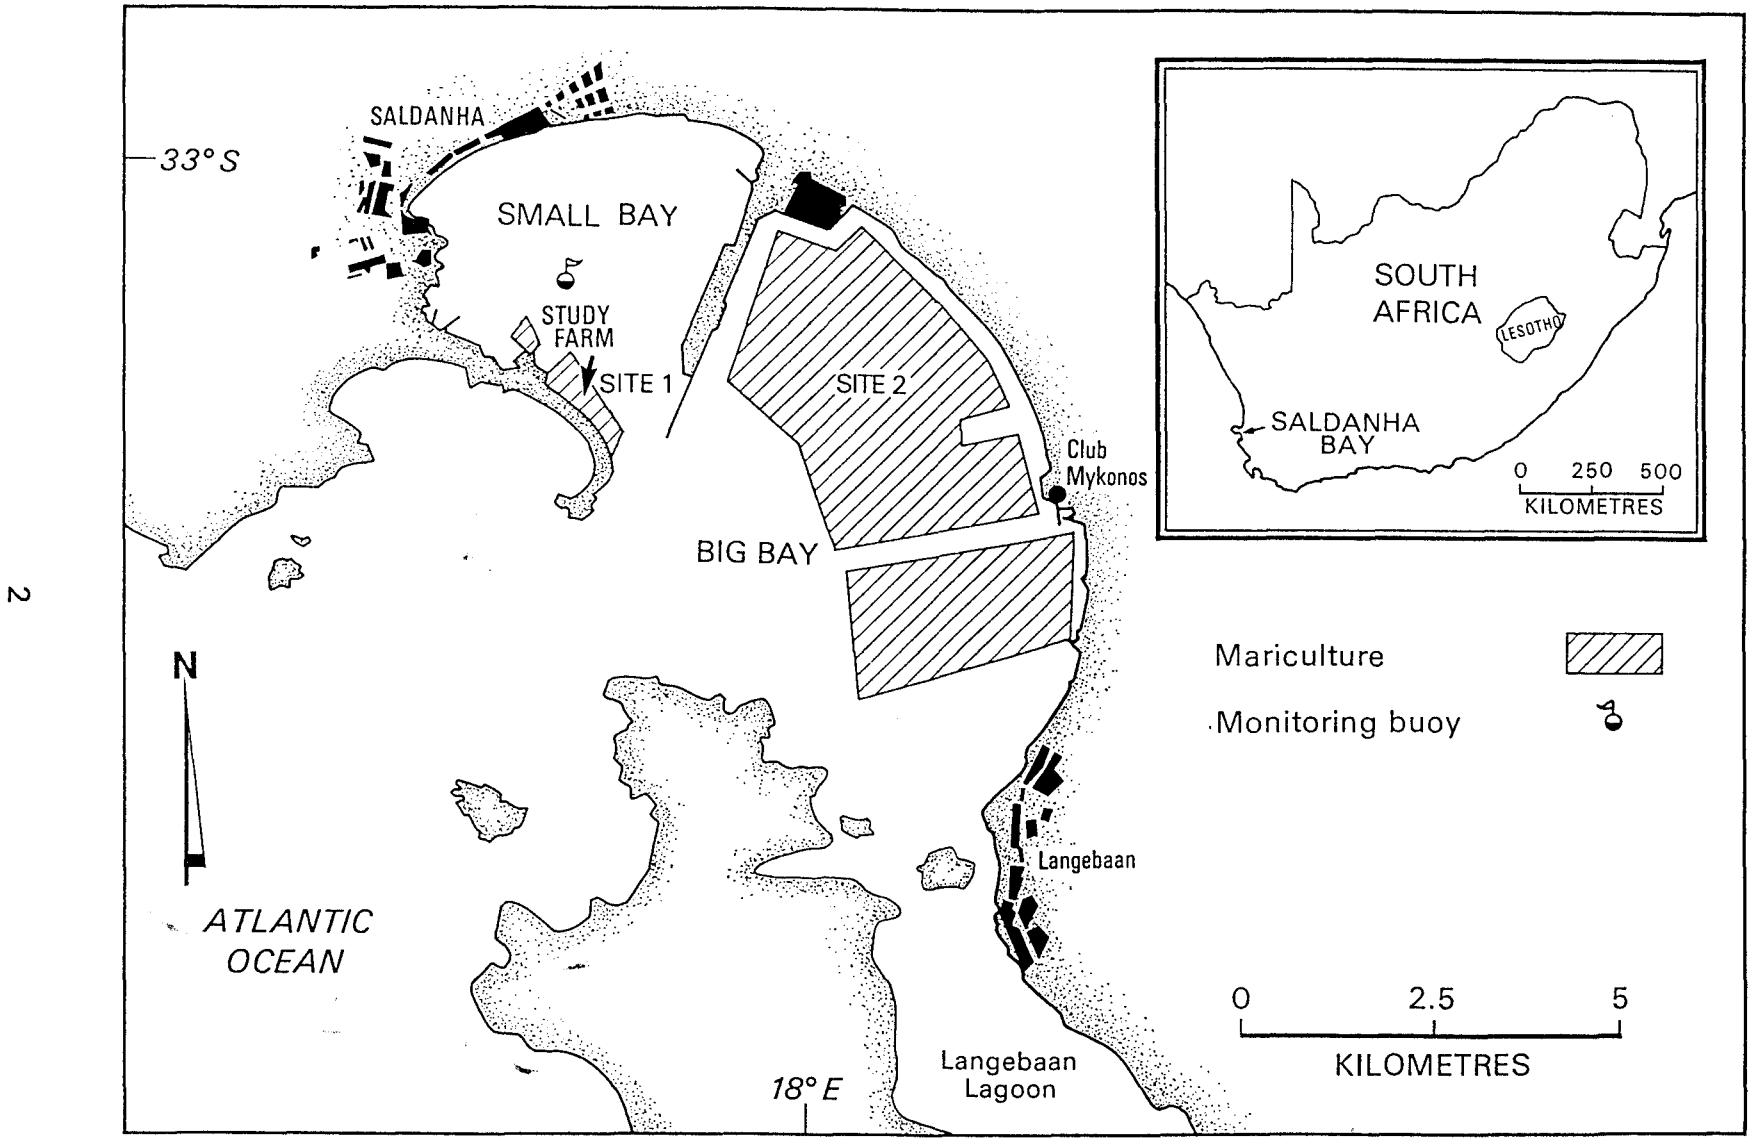 SALDANHA
33° S
SMALL BAY
STUDY
FARM
SITE 1
SITE 2
Club
Mykonos
BIG BAY
2
N
ATLANTIC
OCEAN
Langebaan
Langebaan
Lagoon
18° E
SOUTH
AFRICA
LESOTHO
SALDANHA
BAY
0 250 500
KILOMETRES
Mariculture
Monitoring buoy
0 2.5 5
KILOMETRES